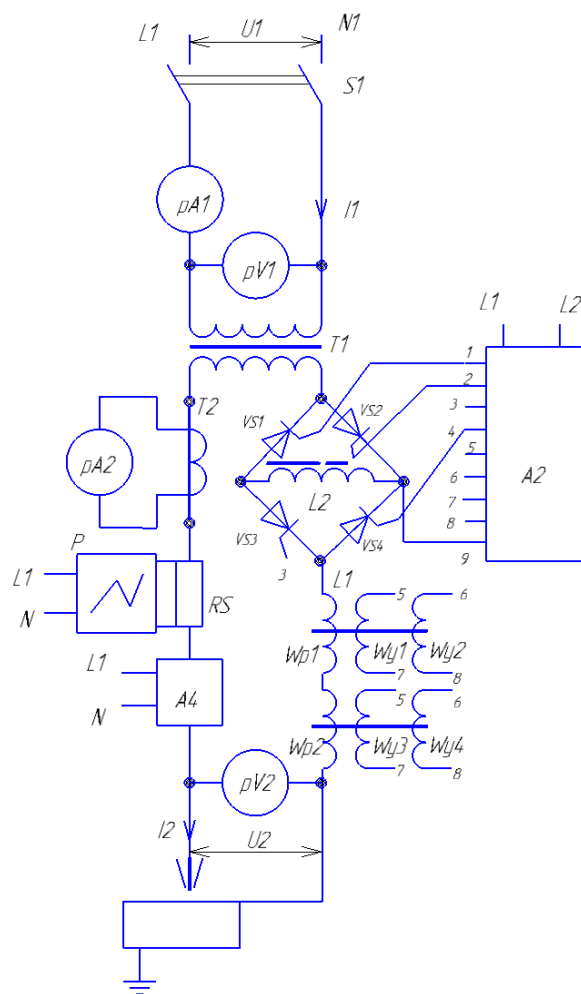 L1 U1 N1
S1
pA1 I1
pV1
L1 L2
T1
1
2
3
4
5
6
7
8
9
A2
T2
VS1 VS2
pA2
L2
VS3 VS4
3
P
L1
N
RS
L1
5 6
Wp1 Wy1 Wy2
7 8
L1
N
A4
5 6
Wp2 Wy3 Wy4
7 8
pV2
I2
U2